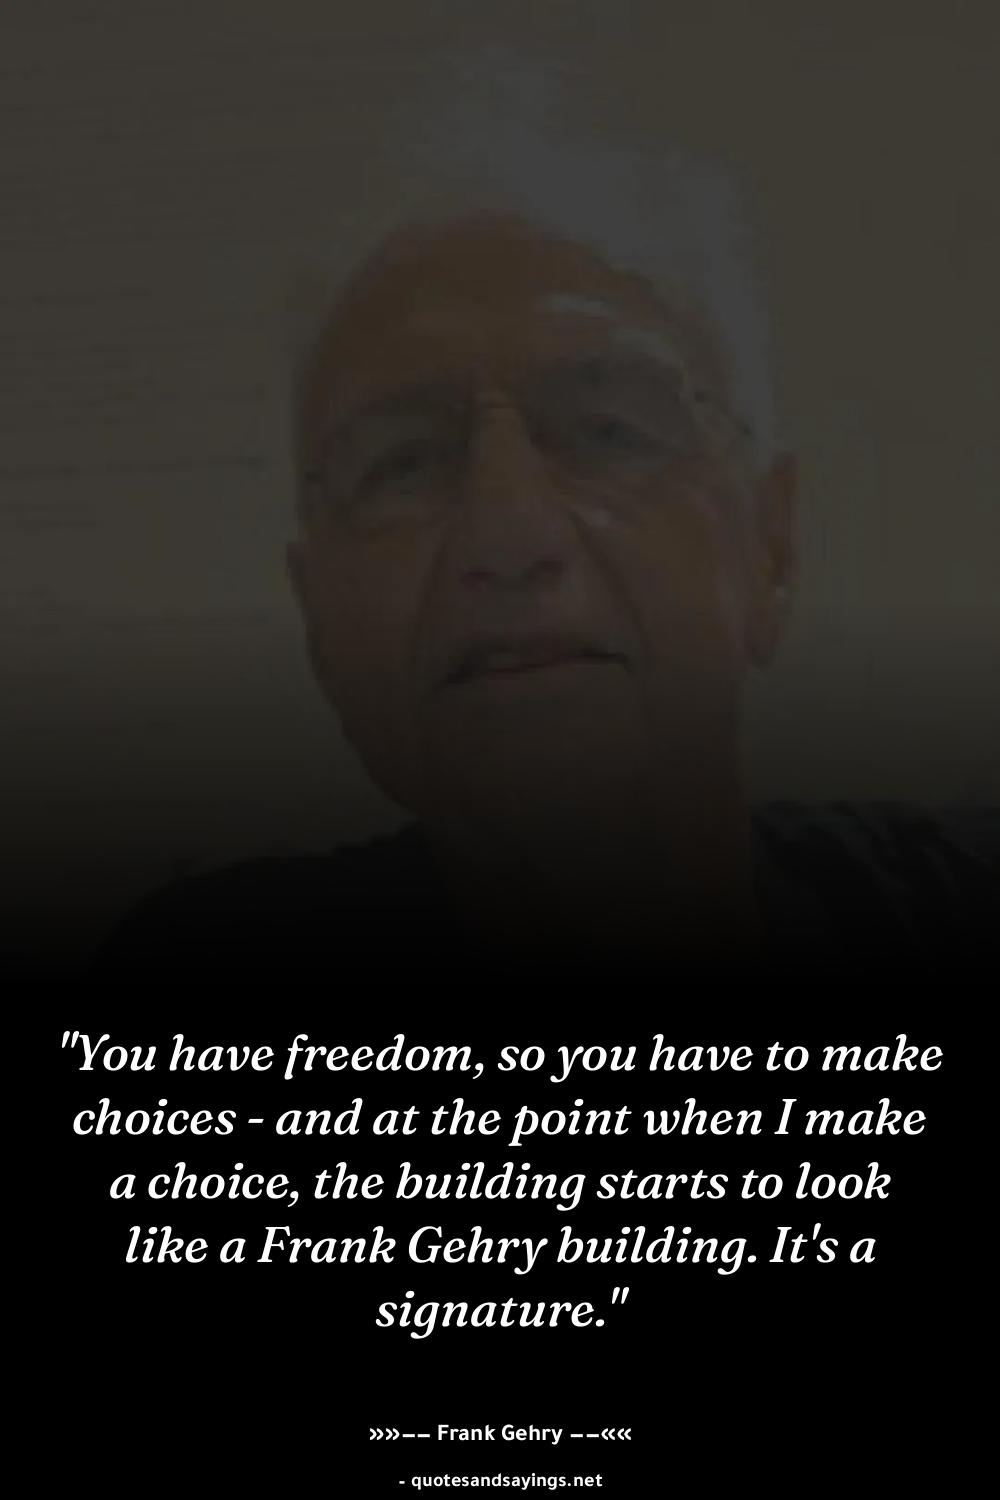 "You have freedom, so you have to make
choices - and at the point when I make
a choice, the building starts to look
like a Frank Gehry building. It's a
signature."
»»–– Frank Gehry ––««
- quotesandsayings.net